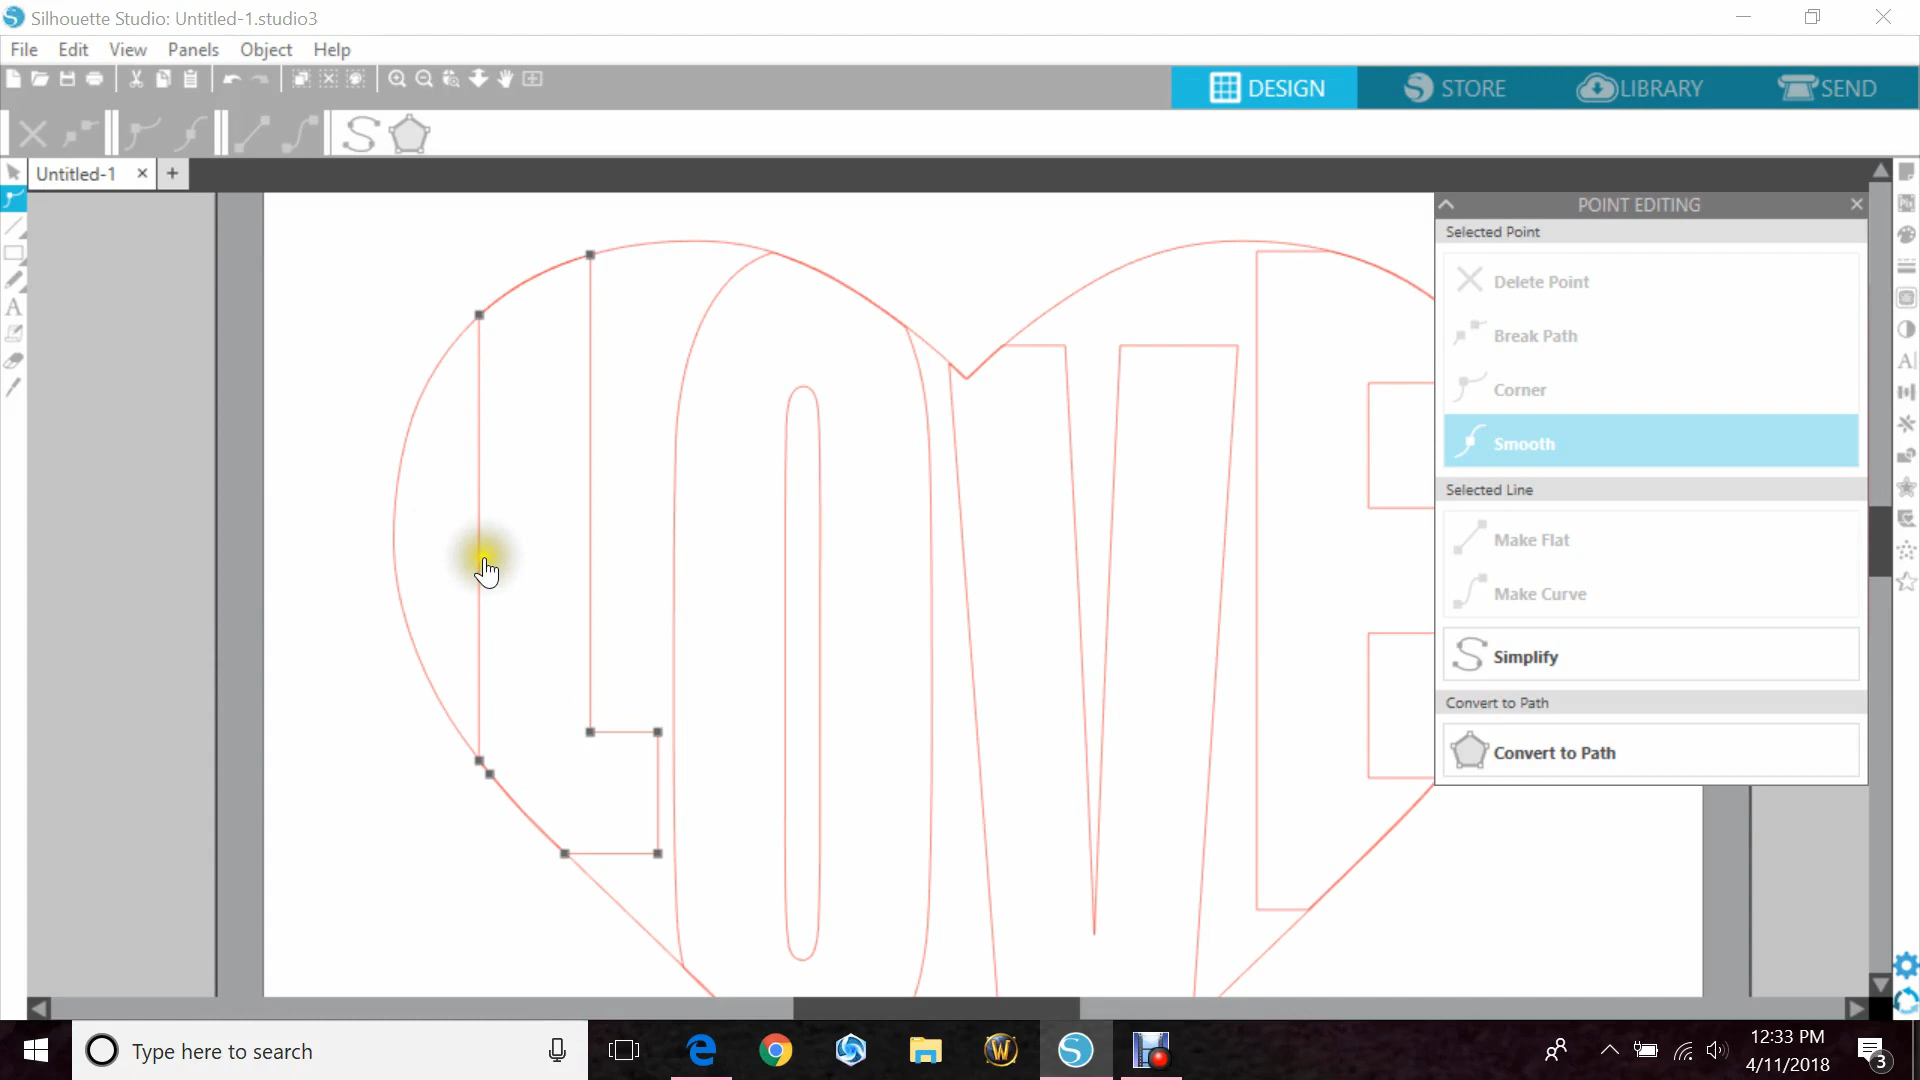 Silhouette Studio: Untitled-1.studio3
File Edit View Panels Object Help
DESIGN STORE LIBRARY SEND
Untitled-1 × +
POINT EDITING
Selected Point
Delete Point
Break Path
Corner
Smooth
Selected Line
Make Flat
Make Curve
Simplify
Convert to Path
Convert to Path
LOVE
Type here to search
12:33 PM
4/11/2018
3